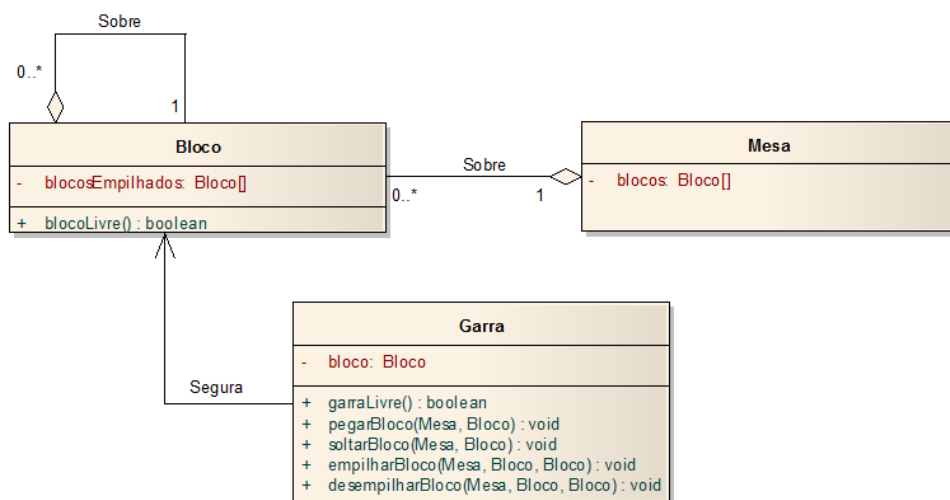 Sobre
0..*
1
Bloco
- blocosEmpilhados: Bloco[]
+ blocoLivre() : boolean
Sobre
0..*
1
Mesa
- blocos: Bloco[]
Segura
Garra
- bloco: Bloco
+ garraLivre() : boolean
+ pegarBloco(Mesa, Bloco) : void
+ soltarBloco(Mesa, Bloco) : void
+ empilharBloco(Mesa, Bloco, Bloco) : void
+ desempilharBloco(Mesa, Bloco, Bloco) : void